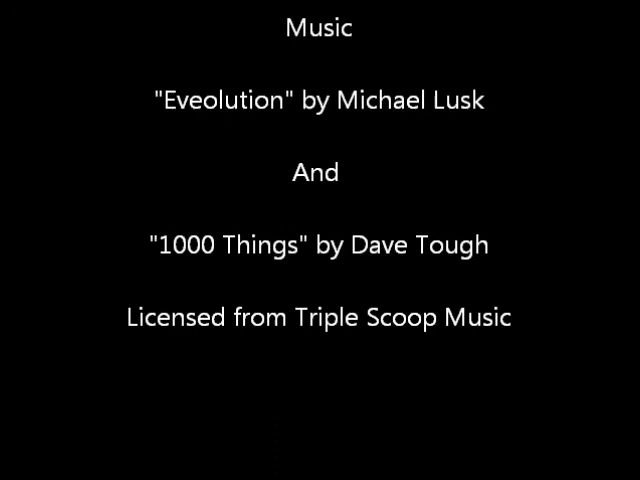 Music
"Eveolution" by Michael Lusk
And
"1000 Things" by Dave Tough
Licensed from Triple Scoop Music